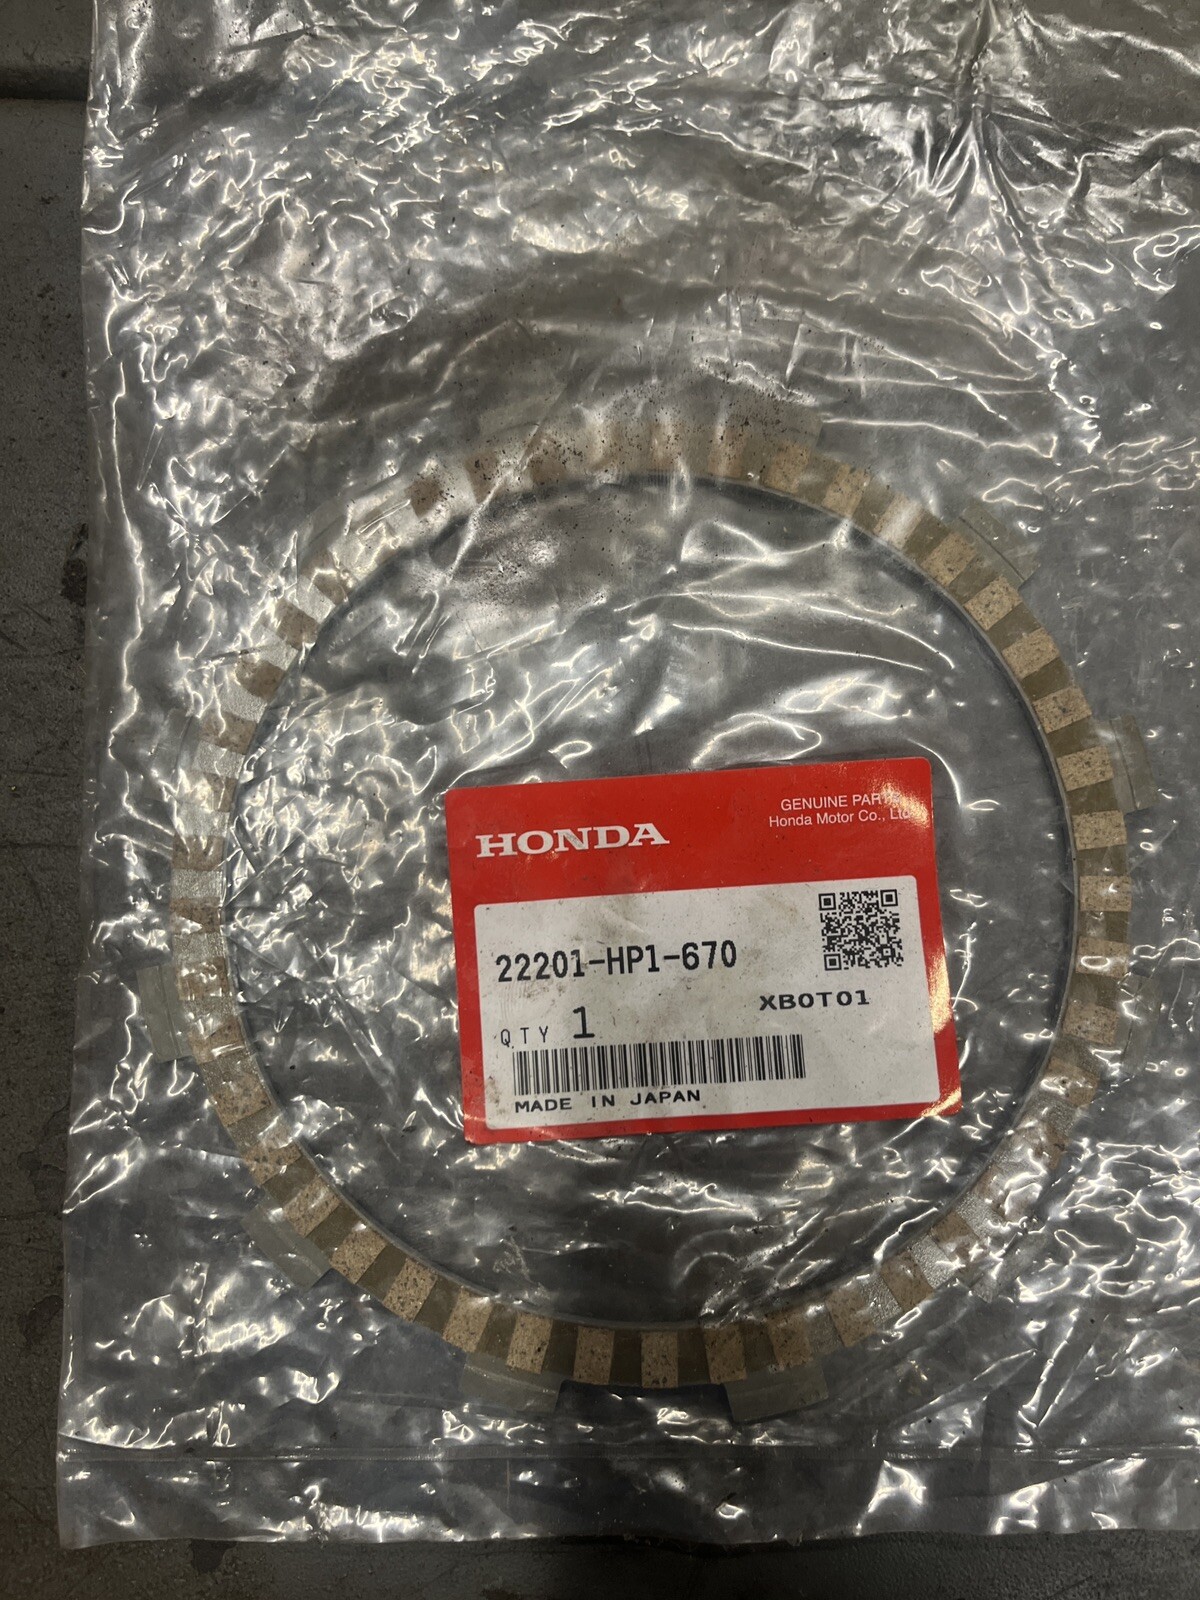 GENUINE PARTS
Honda Motor Co., Ltd.
HONDA
22201-HP1-670
XB0T01
QTY 1
MADE IN JAPAN